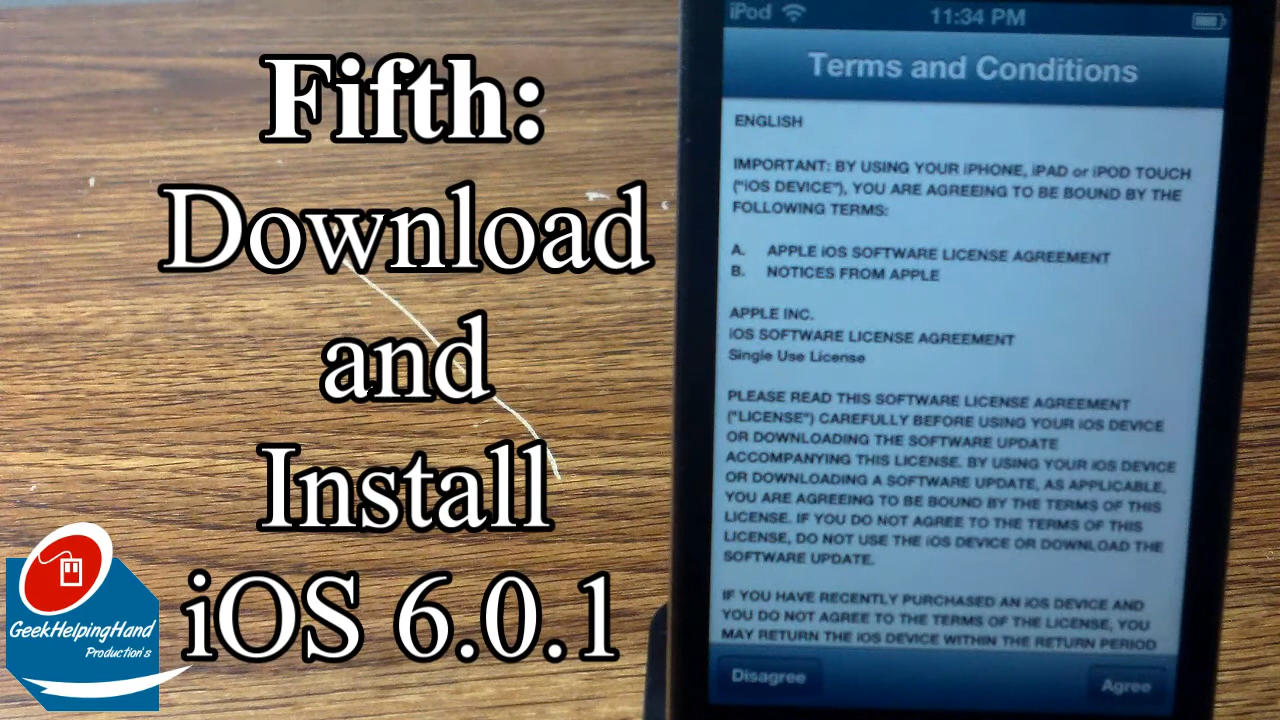 Fifth:
Download
and
Install
iOS 6.0.1
GeekHelpingHand
Production's
iPod 11:34 PM
Terms and Conditions
ENGLISH
IMPORTANT: BY USING YOUR iPHONE, iPAD or iPOD TOUCH
("iOS DEVICE"), YOU ARE AGREEING TO BE BOUND BY THE
FOLLOWING TERMS:
A. APPLE iOS SOFTWARE LICENSE AGREEMENT
B. NOTICES FROM APPLE
APPLE INC.
iOS SOFTWARE LICENSE AGREEMENT
Single Use License
PLEASE READ THIS SOFTWARE LICENSE AGREEMENT
("LICENSE") CAREFULLY BEFORE USING YOUR iOS DEVICE
OR DOWNLOADING THE SOFTWARE UPDATE
ACCOMPANYING THIS LICENSE. BY USING YOUR iOS DEVICE
OR DOWNLOADING A SOFTWARE UPDATE, AS APPLICABLE,
YOU ARE AGREEING TO BE BOUND BY THE TERMS OF THIS
LICENSE. IF YOU DO NOT AGREE TO THE TERMS OF THIS
LICENSE, DO NOT USE THE iOS DEVICE OR DOWNLOAD THE
SOFTWARE UPDATE.
IF YOU HAVE RECENTLY PURCHASED AN iOS DEVICE AND
YOU DO NOT AGREE TO THE TERMS OF THE LICENSE, YOU
MAY RETURN THE iOS DEVICE WITHIN THE RETURN PERIOD
Disagree Agree